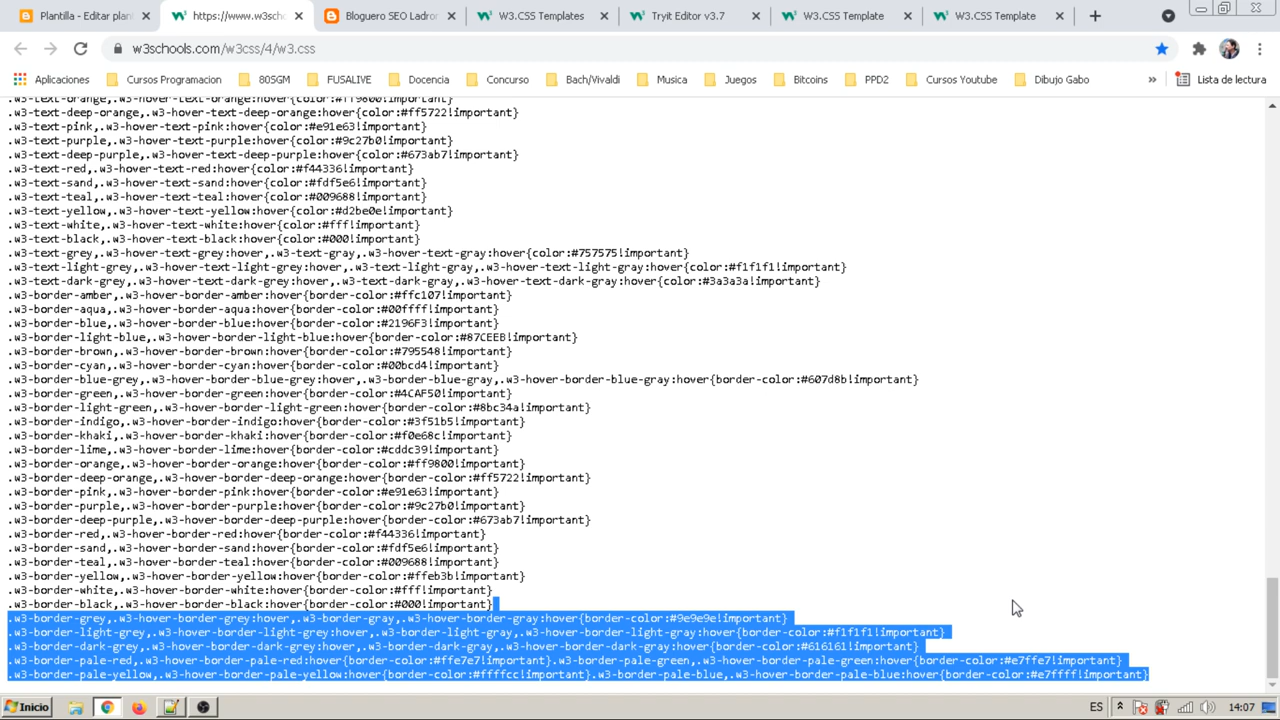 Plantilla - Editar plant
https://www.w3sch
Bloguero SEO Ladron
W3.CSS Templates
Tryit Editor v3.7
W3.CSS Template
W3.CSS Template
w3schools.com/w3css/4/w3.css
Aplicaciones
Cursos Programacion
80SGM
FUSALIVE
Docencia
Concurso
Bach/Vivaldi
Musica
Juegos
Bitcoins
PPD2
Cursos Youtube
Dibujo Gabo
»
Lista de lectura
.w3-text-orange,.w3-hover-text-orange:hover{color:#ff9800!important}
.w3-text-deep-orange,.w3-hover-text-deep-orange:hover{color:#ff5722!important}
.w3-text-pink,.w3-hover-text-pink:hover{color:#e91e63!important}
.w3-text-purple,.w3-hover-text-purple:hover{color:#9c27b0!important}
.w3-text-deep-purple,.w3-hover-text-deep-purple:hover{color:#673ab7!important}
.w3-text-red,.w3-hover-text-red:hover{color:#f44336!important}
.w3-text-sand,.w3-hover-text-sand:hover{color:#fdf5e6!important}
.w3-text-teal,.w3-hover-text-teal:hover{color:#009688!important}
.w3-text-yellow,.w3-hover-text-yellow:hover{color:#d2be0e!important}
.w3-text-white,.w3-hover-text-white:hover{color:#fff!important}
.w3-text-black,.w3-hover-text-black:hover{color:#000!important}
.w3-text-grey,.w3-hover-text-grey:hover,.w3-text-gray,.w3-hover-text-gray:hover{color:#757575!important}
.w3-text-light-grey,.w3-hover-text-light-grey:hover,.w3-text-light-gray,.w3-hover-text-light-gray:hover{color:#f1f1f1!important}
.w3-text-dark-grey,.w3-hover-text-dark-grey:hover,.w3-text-dark-gray,.w3-hover-text-dark-gray:hover{color:#3a3a3a!important}
.w3-border-amber,.w3-hover-border-amber:hover{border-color:#ffc107!important}
.w3-border-aqua,.w3-hover-border-aqua:hover{border-color:#00ffff!important}
.w3-border-blue,.w3-hover-border-blue:hover{border-color:#2196F3!important}
.w3-border-light-blue,.w3-hover-border-light-blue:hover{border-color:#87CEEB!important}
.w3-border-brown,.w3-hover-border-brown:hover{border-color:#795548!important}
.w3-border-cyan,.w3-hover-border-cyan:hover{border-color:#00bcd4!important}
.w3-border-blue-grey,.w3-hover-border-blue-grey:hover,.w3-border-blue-gray,.w3-hover-border-blue-gray:hover{border-color:#607d8b!important}
.w3-border-green,.w3-hover-border-green:hover{border-color:#4CAF50!important}
.w3-border-light-green,.w3-hover-border-light-green:hover{border-color:#8bc34a!important}
.w3-border-indigo,.w3-hover-border-indigo:hover{border-color:#3f51b5!important}
.w3-border-khaki,.w3-hover-border-khaki:hover{border-color:#f0e68c!important}
.w3-border-lime,.w3-hover-border-lime:hover{border-color:#cddc39!important}
.w3-border-orange,.w3-hover-border-orange:hover{border-color:#ff9800!important}
.w3-border-deep-orange,.w3-hover-border-deep-orange:hover{border-color:#ff5722!important}
.w3-border-pink,.w3-hover-border-pink:hover{border-color:#e91e63!important}
.w3-border-purple,.w3-hover-border-purple:hover{border-color:#9c27b0!important}
.w3-border-deep-purple,.w3-hover-border-deep-purple:hover{border-color:#673ab7!important}
.w3-border-red,.w3-hover-border-red:hover{border-color:#f44336!important}
.w3-border-sand,.w3-hover-border-sand:hover{border-color:#fdf5e6!important}
.w3-border-teal,.w3-hover-border-teal:hover{border-color:#009688!important}
.w3-border-yellow,.w3-hover-border-yellow:hover{border-color:#ffeb3b!important}
.w3-border-white,.w3-hover-border-white:hover{border-color:#fff!important}
.w3-border-black,.w3-hover-border-black:hover{border-color:#000!important}
.w3-border-grey,.w3-hover-border-grey:hover,.w3-border-gray,.w3-hover-border-gray:hover{border-color:#9e9e9e!important}
.w3-border-light-grey,.w3-hover-border-light-grey:hover,.w3-border-light-gray,.w3-hover-border-light-gray:hover{border-color:#f1f1f1!important}
.w3-border-dark-grey,.w3-hover-border-dark-grey:hover,.w3-border-dark-gray,.w3-hover-border-dark-gray:hover{border-color:#616161!important}
.w3-border-pale-red,.w3-hover-border-pale-red:hover{border-color:#ffe7e7!important}.w3-border-pale-green,.w3-hover-border-pale-green:hover{border-color:#e7ffe7!important}
.w3-border-pale-yellow,.w3-hover-border-pale-yellow:hover{border-color:#ffffcc!important}.w3-border-pale-blue,.w3-hover-border-pale-blue:hover{border-color:#e7ffff!important}
Inicio
ES
14:07